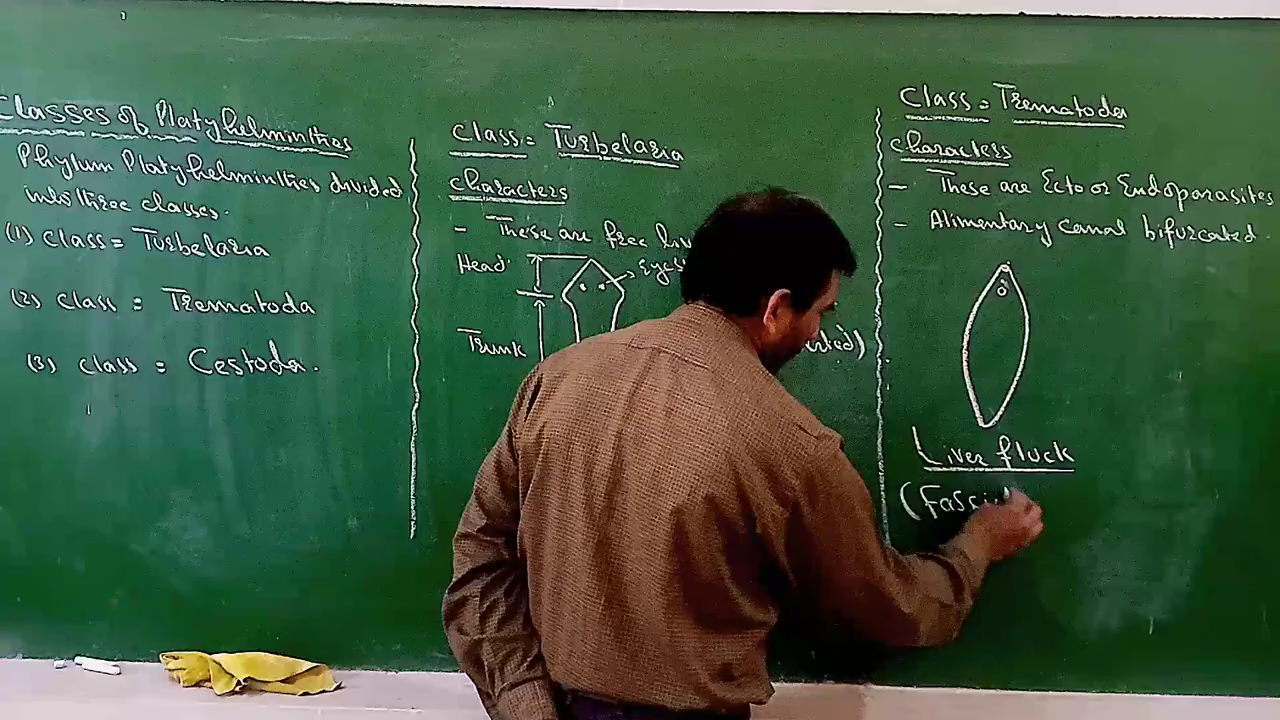 Classes of Platyhelminthes
Phylum Platyhelminthes divided
into three classes.
(1) Class = Turbelaria
(2) Class = Trematoda
(3) Class = Cestoda.
Class = Turbelaria
Characters
- These are free
Head
Trunk
Class = Trematoda
Characters
- These are Ecto or Endoparasites
- Alimentary canal bifurcated.
Liver fluck
(Fasci